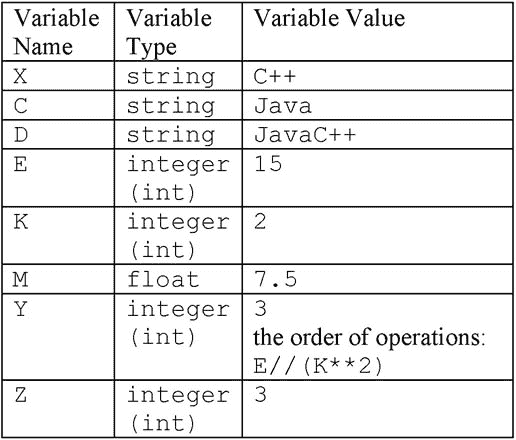 Variable Name Variable Type Variable Value
X string C++
C string Java
D string JavaC++
E integer (int) 15
K integer (int) 2
M float 7.5
Y integer (int) 3
the order of operations:
E//(K**2)
Z integer (int) 3